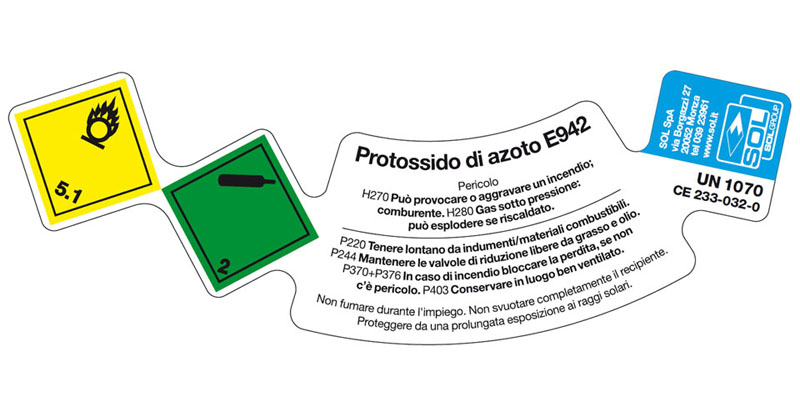 5.1
2
Protossido di azoto E942
Pericolo
H270 Può provocare o aggravare un incendio;
comburente. H280 Gas sotto pressione:
può esplodere se riscaldato.
P220 Tenere lontano da indumenti/materiali combustibili.
P244 Mantenere le valvole di riduzione libere da grasso e olio.
P370+P376 In caso di incendio bloccare la perdita, se non
c'è pericolo. P403 Conservare in luogo ben ventilato.
Non fumare durante l'impiego. Non svuotare completamente il recipiente.
Proteggere da una prolungata esposizione ai raggi solari.
SOL SpA
via Borgazzi 27
20052 Monza
tel 039 23961
www.sol.it
SOL
SOLGROUP
UN 1070
CE 233-032-0